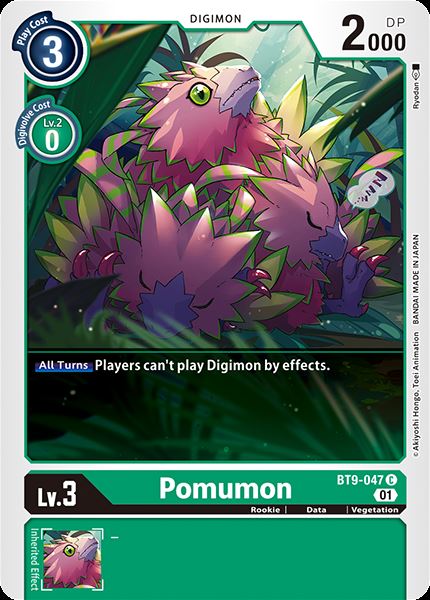 Play Cost
3
DIGIMON
2000
DP
Digivolve Cost
Lv.2
0
Ryodan
All Turns Players can't play Digimon by effects.
©Akiyoshi Hongo, Toei Animation BANDAI MADE IN JAPAN
Lv.3
Pomumon
BT9-047 C
01
Rookie | Data | Vegetation
Inherited Effect
–